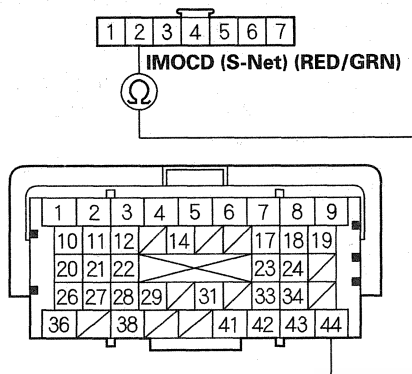 1 2 3 4 5 6 7
IMOCD (S-Net) (RED/GRN)
Ω
1 2 3 4 5 6 7 8 9
10 11 12 14 17 18 19
20 21 22 23 24
26 27 28 29 31 33 34
36 38 41 42 43 44